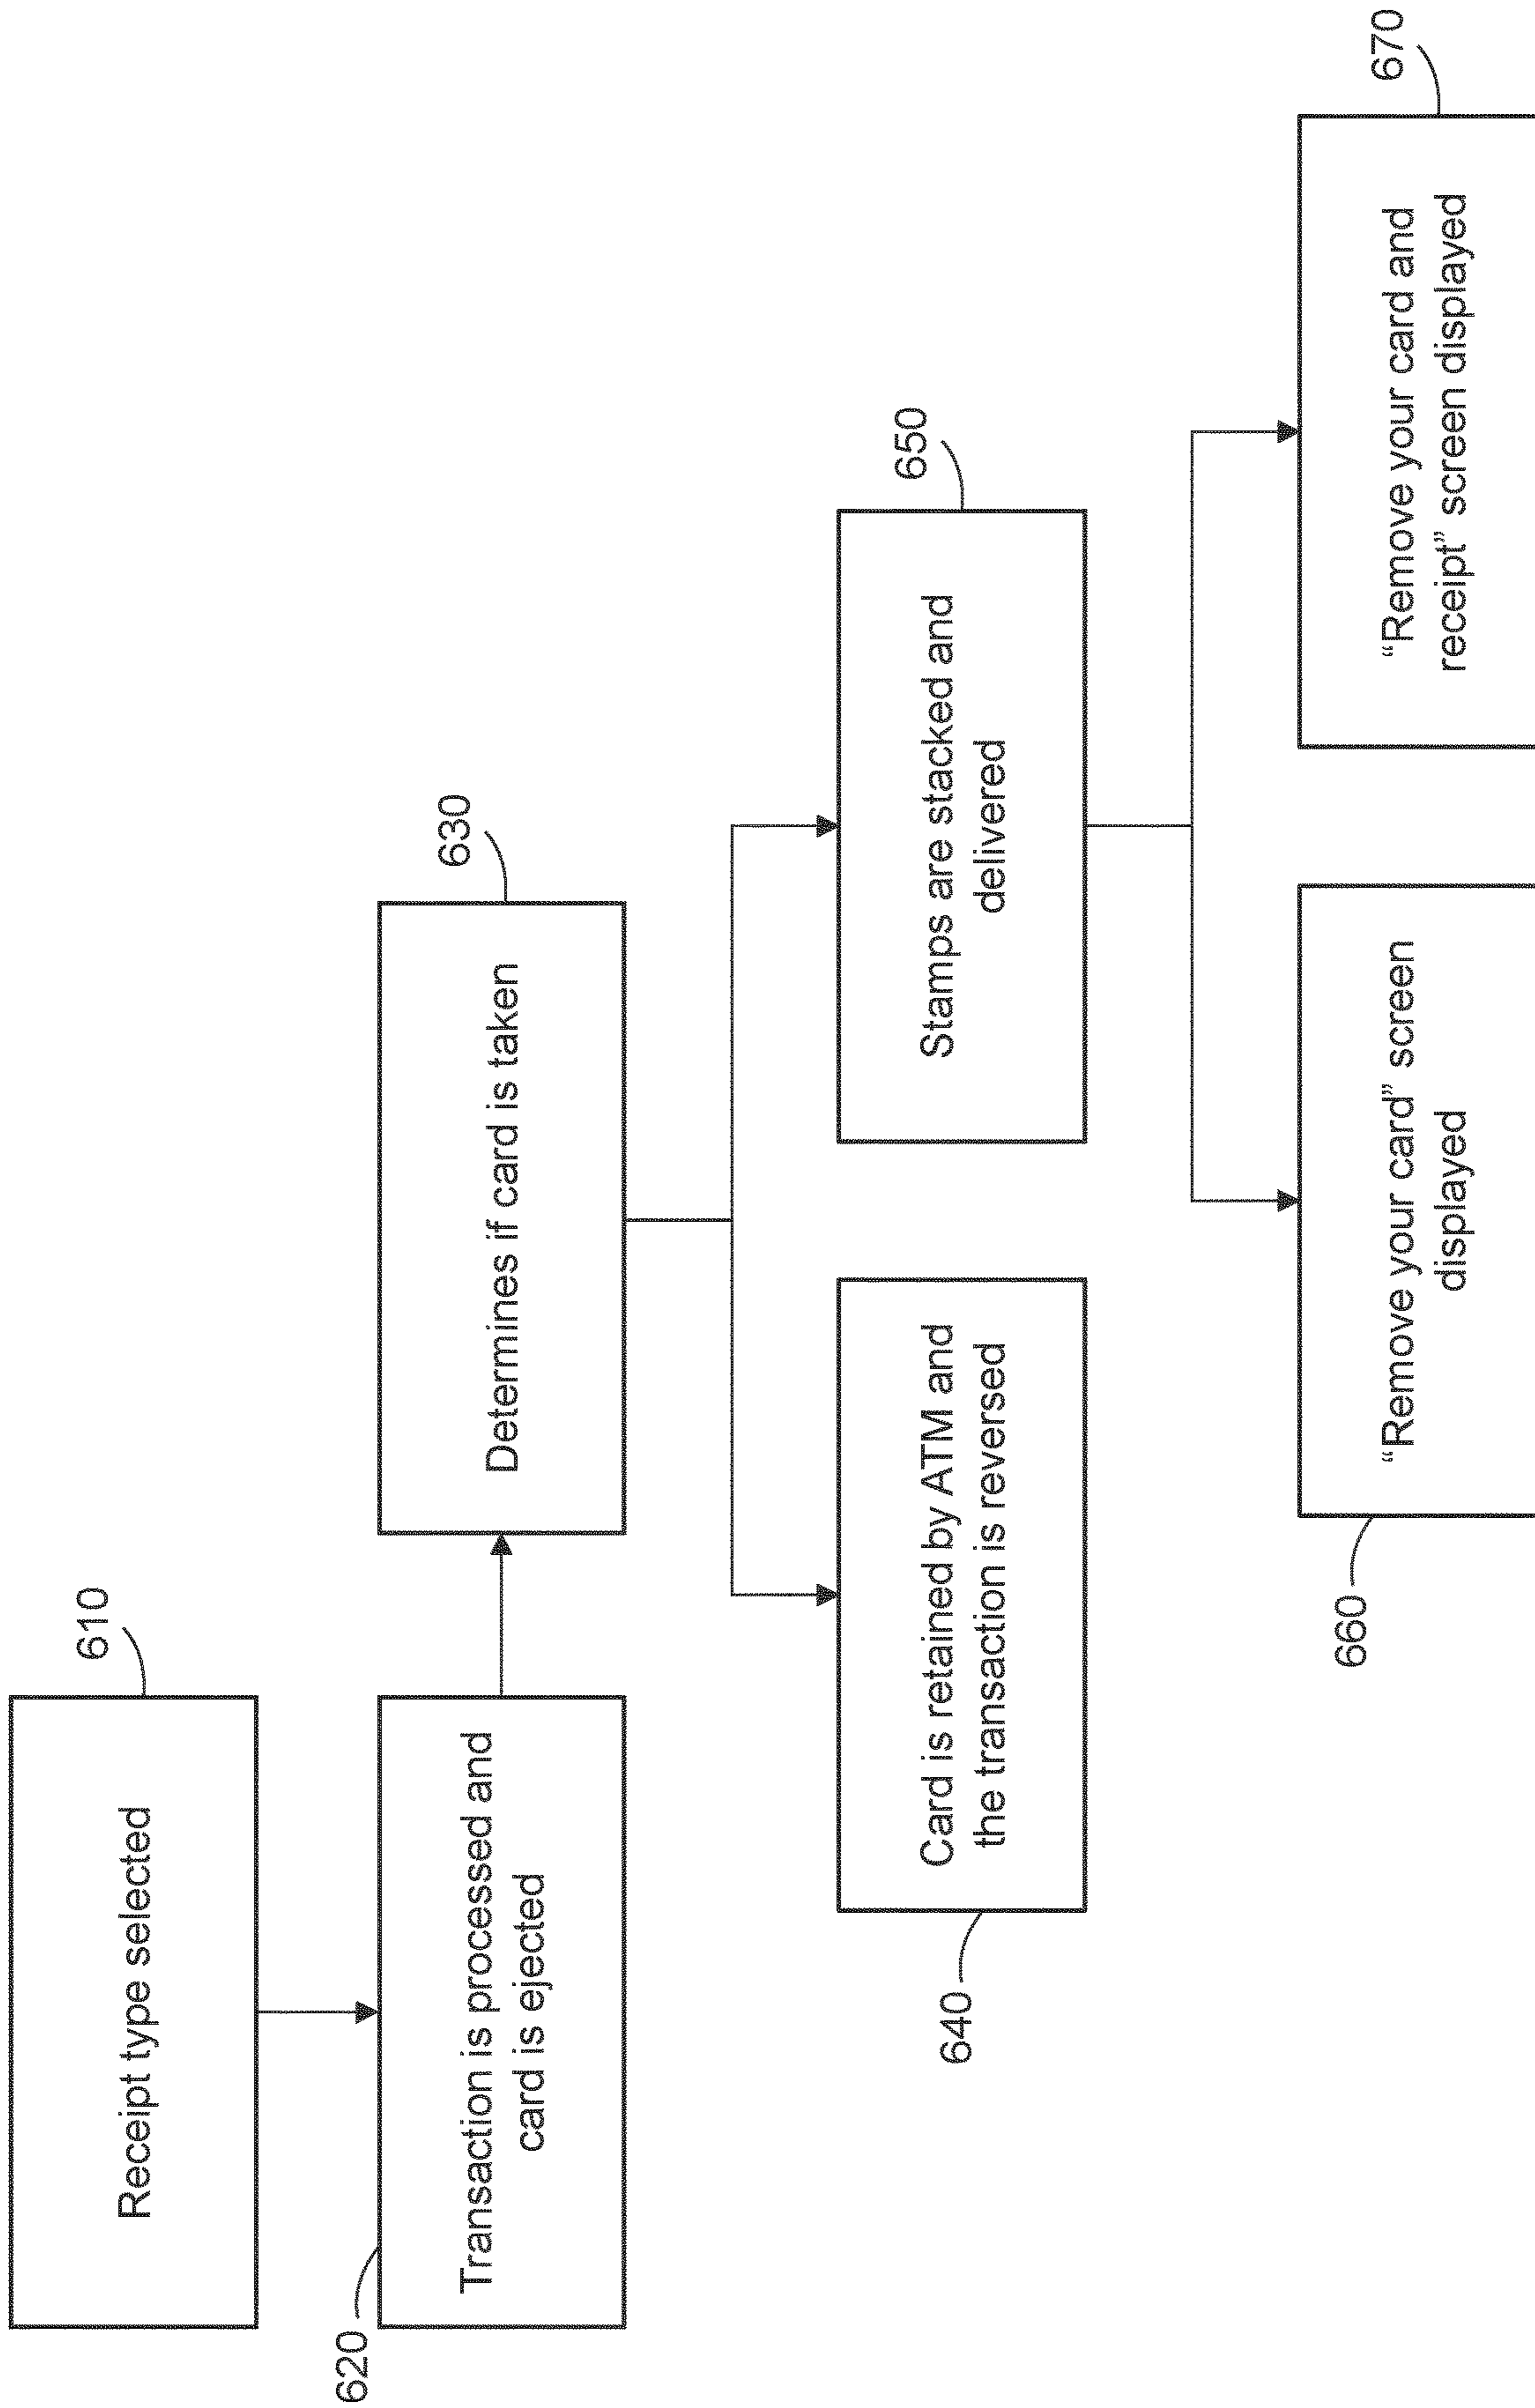 610
Receipt type selected
620
Transaction is processed and
card is ejected
630
Determines if card is taken
640
Card is retained by ATM and
the transaction is reversed
650
Stamps are stacked and
delivered
660
“Remove your card” screen
displayed
670
“Remove your card and
receipt” screen displayed